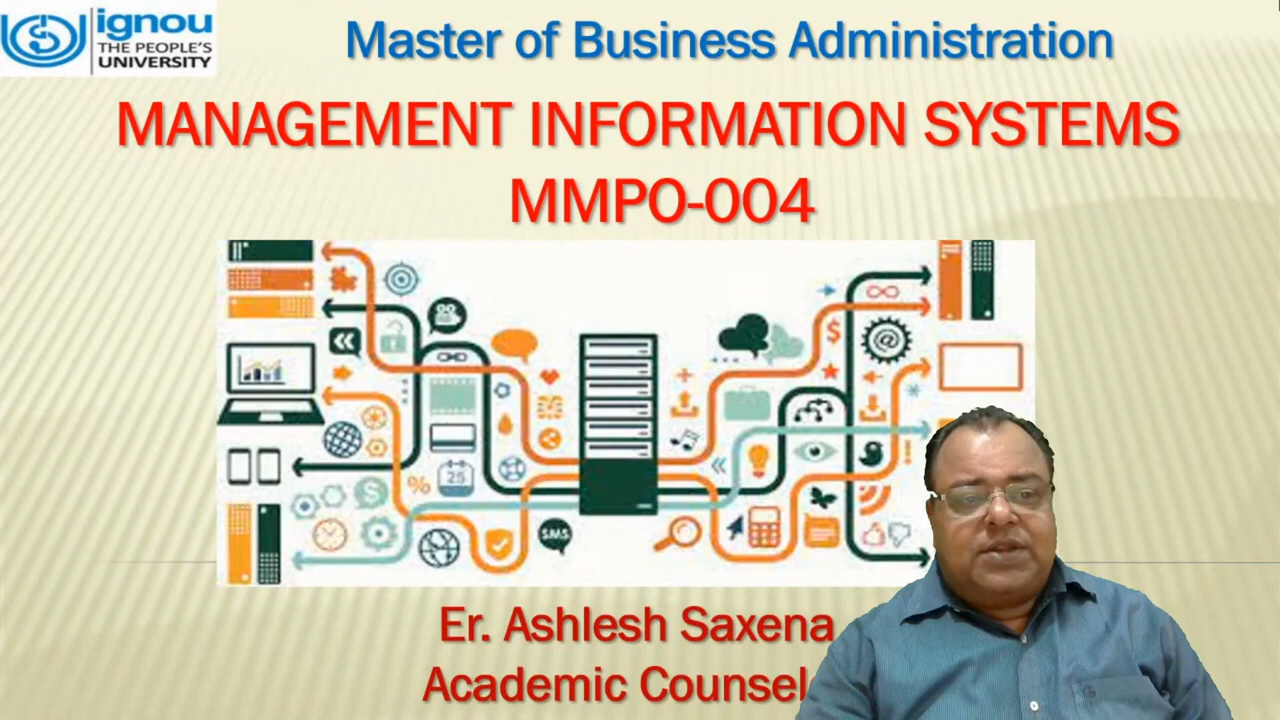 ignou
THE PEOPLE'S
UNIVERSITY
Master of Business Administration
MANAGEMENT INFORMATION SYSTEMS
MMPO-004
$
@
25
%
$
SMS
Er. Ashlesh Saxena
Academic Counsel